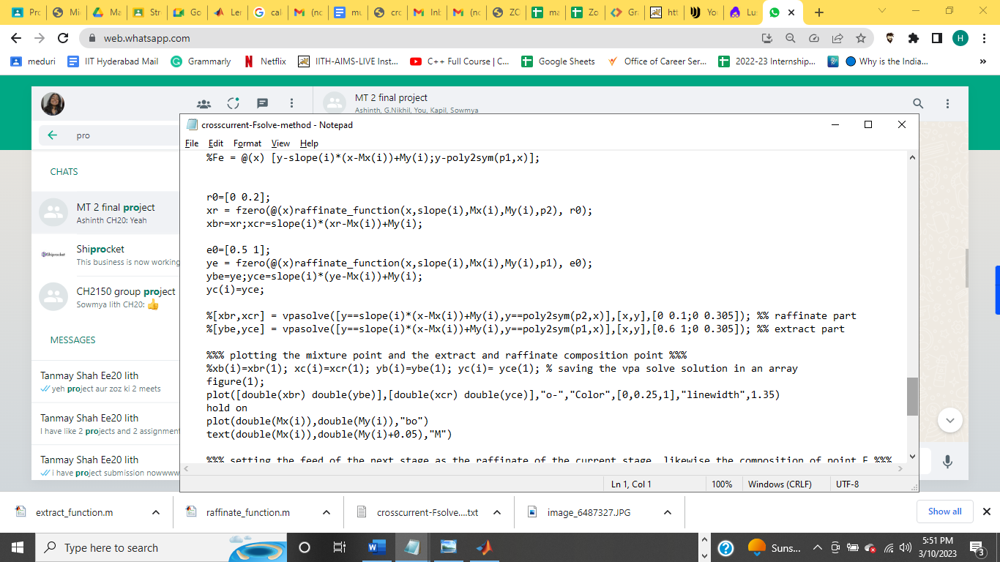 Pro
Sho
Mi
Ma
Str
Go
Ler
cal
(nc
mu
cro
Inb
(nc
ZO
ma
Zo
Gra
htt
Yo
Lu
web.whatsapp.com
H
meduri
IIT Hyderabad Mail
Grammarly
Netflix
IITH-AIMS-LIVE Inst...
C++ Full Course | C...
Google Sheets
Office of Career Ser...
2022-23 Internship...
Why is the India...
»
MT 2 final project
Ashinth, G.Nikhil, You, Kapil, Sowmya
pro
CHATS
MT 2 final project
Ashinth CH20: Yeah
Shiprocket
This business is now working
CH2150 group project
Sowmya Iith CH20: 👍
MESSAGES
Tanmay Shah Ee20 Iith
yeh project aur zoz ki 2 meets
Tanmay Shah Ee20 Iith
I have like 2 projects and 2 assignment
Tanmay Shah Ee20 Iith
i have project submission nowwww
crosscurrent-Fsolve-method - Notepad
File Edit Format View Help
%Fe = @(x) [y-slope(i)*(x-Mx(i))+My(i);y-poly2sym(p1,x)];
r0=[0 0.2];
xr = fzero(@(x)raffinate_function(x,slope(i),Mx(i),My(i),p2), r0);
xbr=xr;xcr=slope(i)*(xr-Mx(i))+My(i);
e0=[0.5 1];
ye = fzero(@(x)raffinate_function(x,slope(i),Mx(i),My(i),p1), e0);
ybe=ye;yce=slope(i)*(ye-Mx(i))+My(i);
yc(i)=yce;
%[xbr,xcr] = vpasolve([y==slope(i)*(x-Mx(i))+My(i),y==poly2sym(p2,x)],[x,y],[0 0.1;0 0.305]); %% raffinate part
%[ybe,yce] = vpasolve([y==slope(i)*(x-Mx(i))+My(i),y==poly2sym(p1,x)],[x,y],[0.6 1;0 0.305]); %% extract part
%%% plotting the mixture point and the extract and raffinate composition point %%%
%xb(i)=xbr(1); xc(i)=xcr(1); yb(i)=ybe(1); yc(i)= yce(1); % saving the vpa solve solution in an array
figure(1);
plot([double(xbr) double(ybe)],[double(xcr) double(yce)],"o-","Color",[0,0.25,1],"linewidth",1.35)
hold on
plot(double(Mx(i)),double(My(i)),"bo")
text(double(Mx(i)),double(My(i)+0.05),"M")
%%% setting the feed of the next stage as the raffinate of the current stage, likewise the composition of point F %%%
Ln 1, Col 1
100%
Windows (CRLF)
UTF-8
extract_function.m
raffinate_function.m
crosscurrent-Fsolve....txt
image_6487327.JPG
Show all
Type here to search
Suns...
5:51 PM
3/10/2023
3